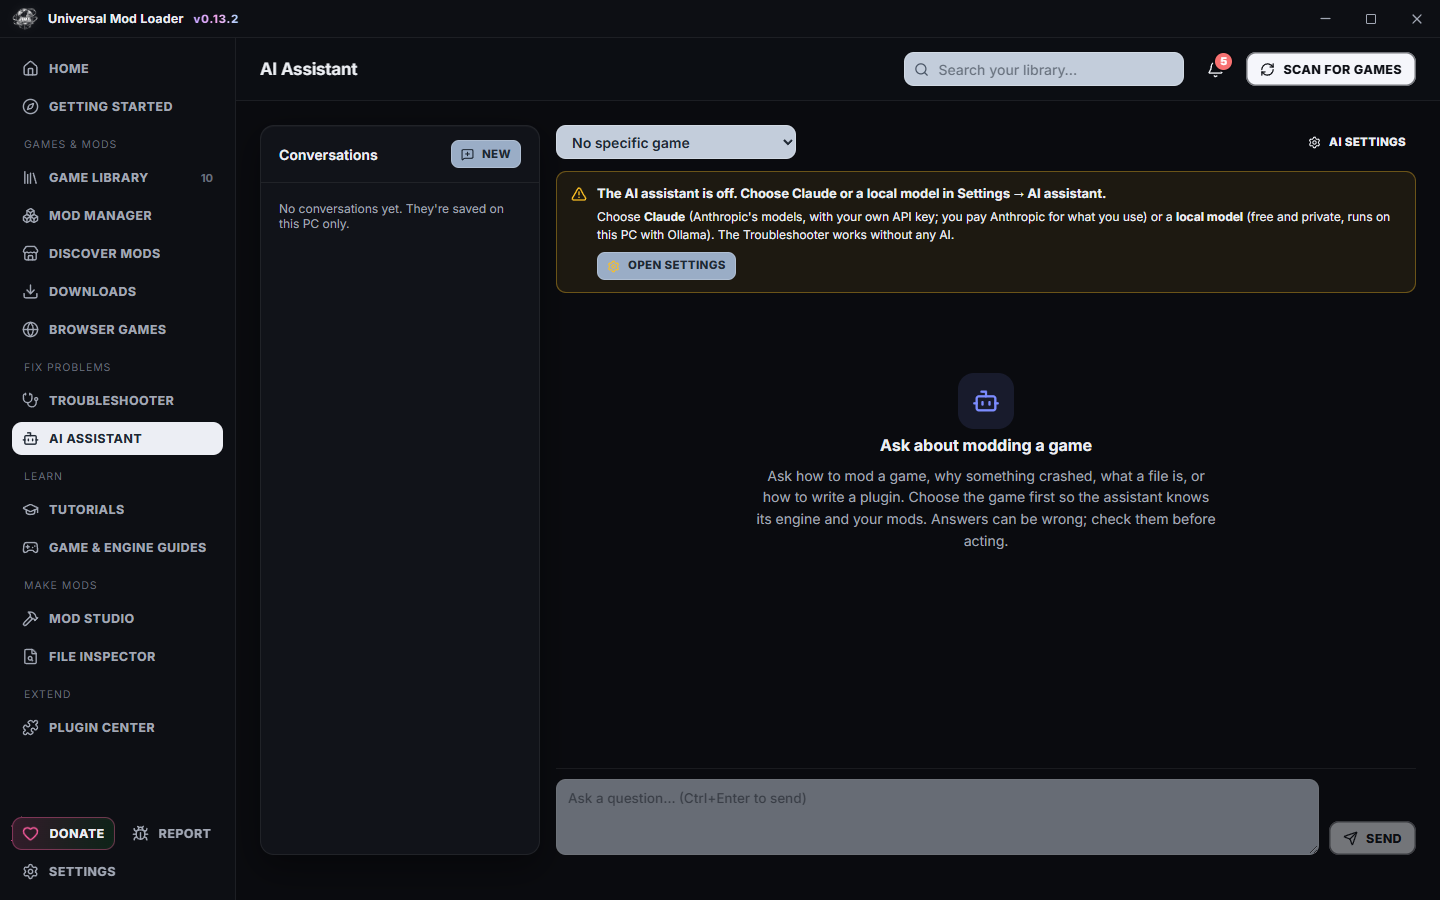 Universal Mod Loader v0.13.2
HOME
GETTING STARTED
GAMES & MODS
GAME LIBRARY 10
MOD MANAGER
DISCOVER MODS
DOWNLOADS
BROWSER GAMES
FIX PROBLEMS
TROUBLESHOOTER
AI ASSISTANT
LEARN
TUTORIALS
GAME & ENGINE GUIDES
MAKE MODS
MOD STUDIO
FILE INSPECTOR
EXTEND
PLUGIN CENTER
DONATE
REPORT
SETTINGS
AI Assistant
Search your library...
5
SCAN FOR GAMES
Conversations
NEW
No conversations yet. They're saved on
this PC only.
No specific game
AI SETTINGS
The AI assistant is off. Choose Claude or a local model in Settings → AI assistant.
Choose Claude (Anthropic's models, with your own API key; you pay Anthropic for what you use) or a local model (free and private, runs on
this PC with Ollama). The Troubleshooter works without any AI.
OPEN SETTINGS
Ask about modding a game
Ask how to mod a game, why something crashed, what a file is, or
how to write a plugin. Choose the game first so the assistant knows
its engine and your mods. Answers can be wrong; check them before
acting.
Ask a question... (Ctrl+Enter to send)
SEND